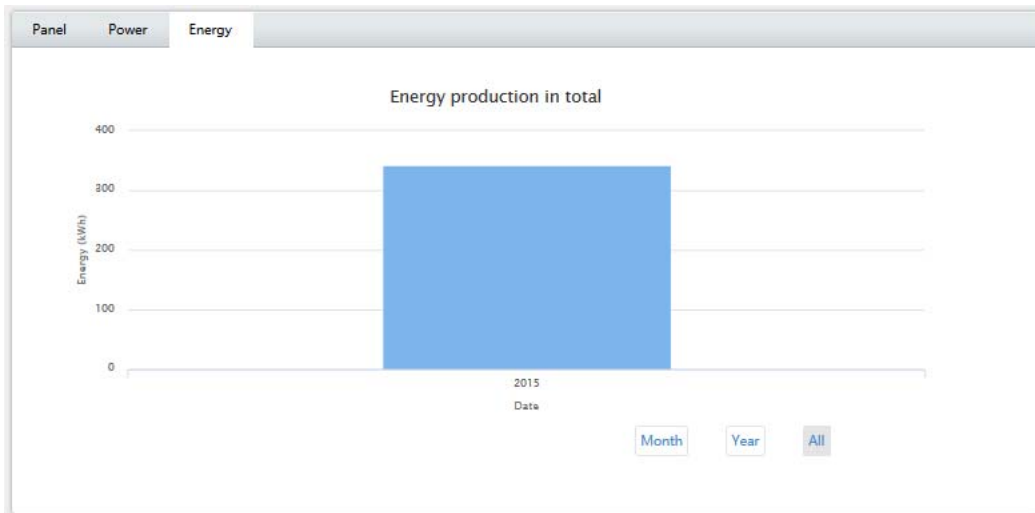 Panel Power Energy
Energy production in total
400
300
200
100
0
Energy (kWh)
2015
Date
Month Year All